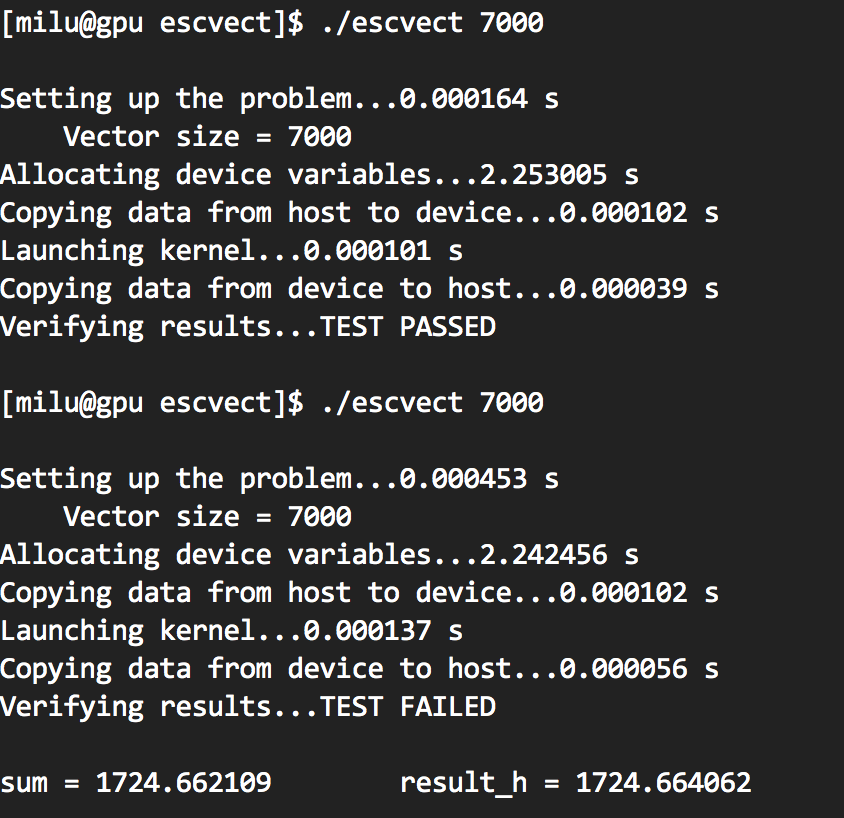 [milu@gpu escvect]$ ./escvect 7000
Setting up the problem...0.000164 s
    Vector size = 7000
Allocating device variables...2.253005 s
Copying data from host to device...0.000102 s
Launching kernel...0.000101 s
Copying data from device to host...0.000039 s
Verifying results...TEST PASSED
[milu@gpu escvect]$ ./escvect 7000
Setting up the problem...0.000453 s
    Vector size = 7000
Allocating device variables...2.242456 s
Copying data from host to device...0.000102 s
Launching kernel...0.000137 s
Copying data from device to host...0.000056 s
Verifying results...TEST FAILED
sum = 1724.662109        result_h = 1724.664062